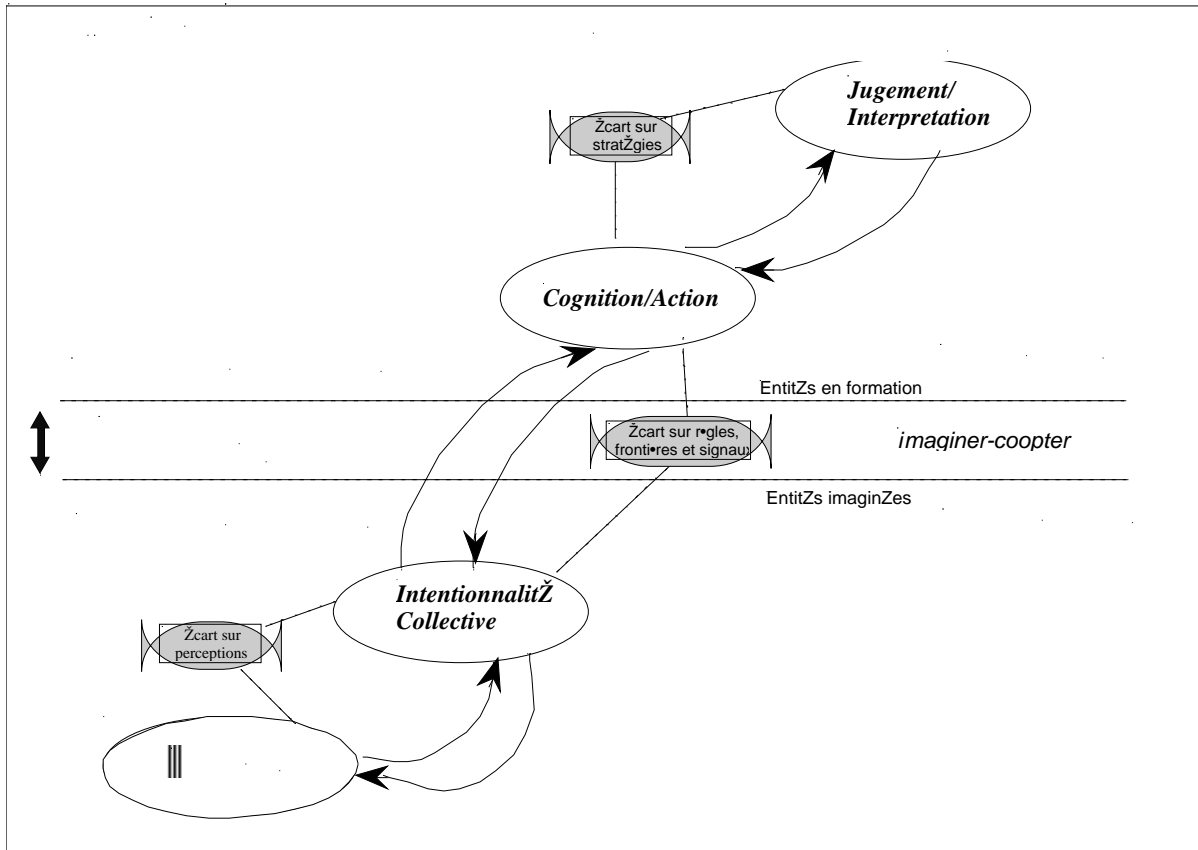 Jugement/
Interpretation
Žcart sur
stratŽgies
Cognition/Action
EntitZs en formation
Žcart sur r•gles,
fronti•res et signaux
imaginer-coopter
EntitZs imaginZes
IntentionnalitŽ
Collective
Žcart sur
perceptions